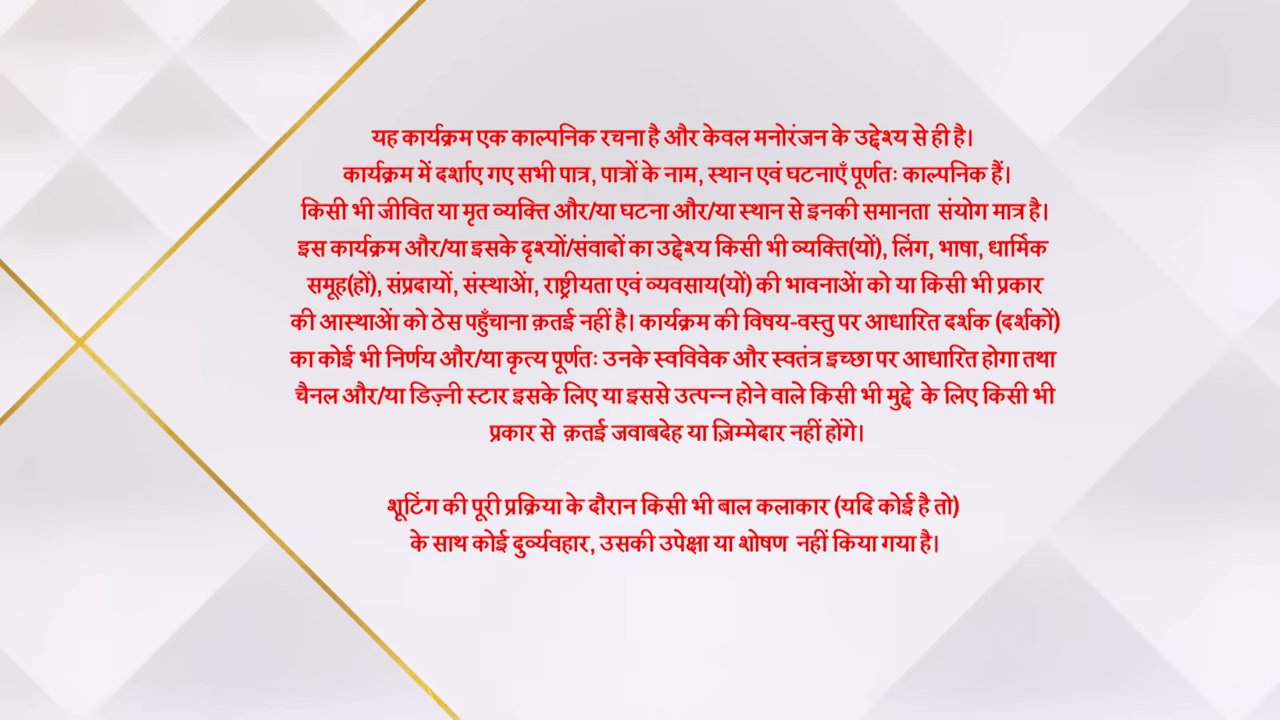 यह कार्यक्रम एक काल्पनिक रचना है और केवल मनोरंजन के उद्देश्य से ही है।
कार्यक्रम में दर्शाए गए सभी पात्र, पात्रों के नाम, स्थान एवं घटनाएँ पूर्णतः काल्पनिक हैं।
किसी भी जीवित या मृत व्यक्ति और/या घटना और/या स्थान से इनकी समानता संयोग मात्र है।
इस कार्यक्रम और/या इसके दृश्यों/संवादों का उद्देश्य किसी भी व्यक्ति(यों), लिंग, भाषा, धार्मिक
समूह(हों), संप्रदायों, संस्थाओं, राष्ट्रीयता एवं व्यवसाय(यों) की भावनाओं को या किसी भी प्रकार
की आस्थाओं को ठेस पहुँचाना क़तई नहीं है। कार्यक्रम की विषय-वस्तु पर आधारित दर्शक (दर्शकों)
का कोई भी निर्णय और/या कृत्य पूर्णतः उनके स्वविवेक और स्वतंत्र इच्छा पर आधारित होगा तथा
चैनल और/या डिज़्नी स्टार इसके लिए या इससे उत्पन्न होने वाले किसी भी मुद्दे के लिए किसी भी
प्रकार से क़तई जवाबदेह या ज़िम्मेदार नहीं होंगे।
शूटिंग की पूरी प्रक्रिया के दौरान किसी भी बाल कलाकार (यदि कोई है तो)
के साथ कोई दुर्व्यवहार, उसकी उपेक्षा या शोषण नहीं किया गया है।